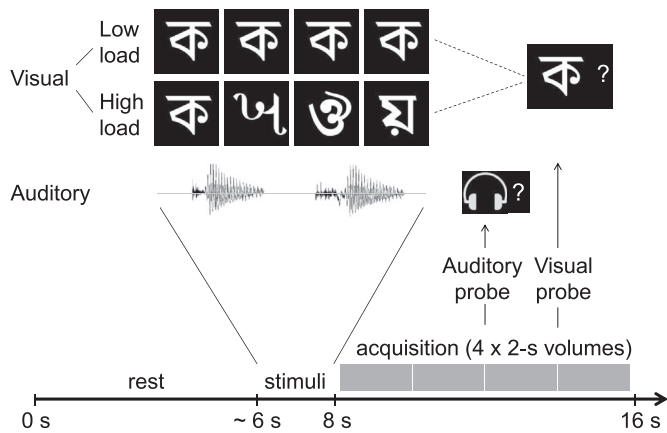 Visual
Low
load
ক ক ক ক
High
load
ক খ ঔ য়
ক ?
Auditory
?
Auditory
probe
Visual
probe
acquisition (4 x 2-s volumes)
rest
stimuli
0 s
~ 6 s
8 s
16 s